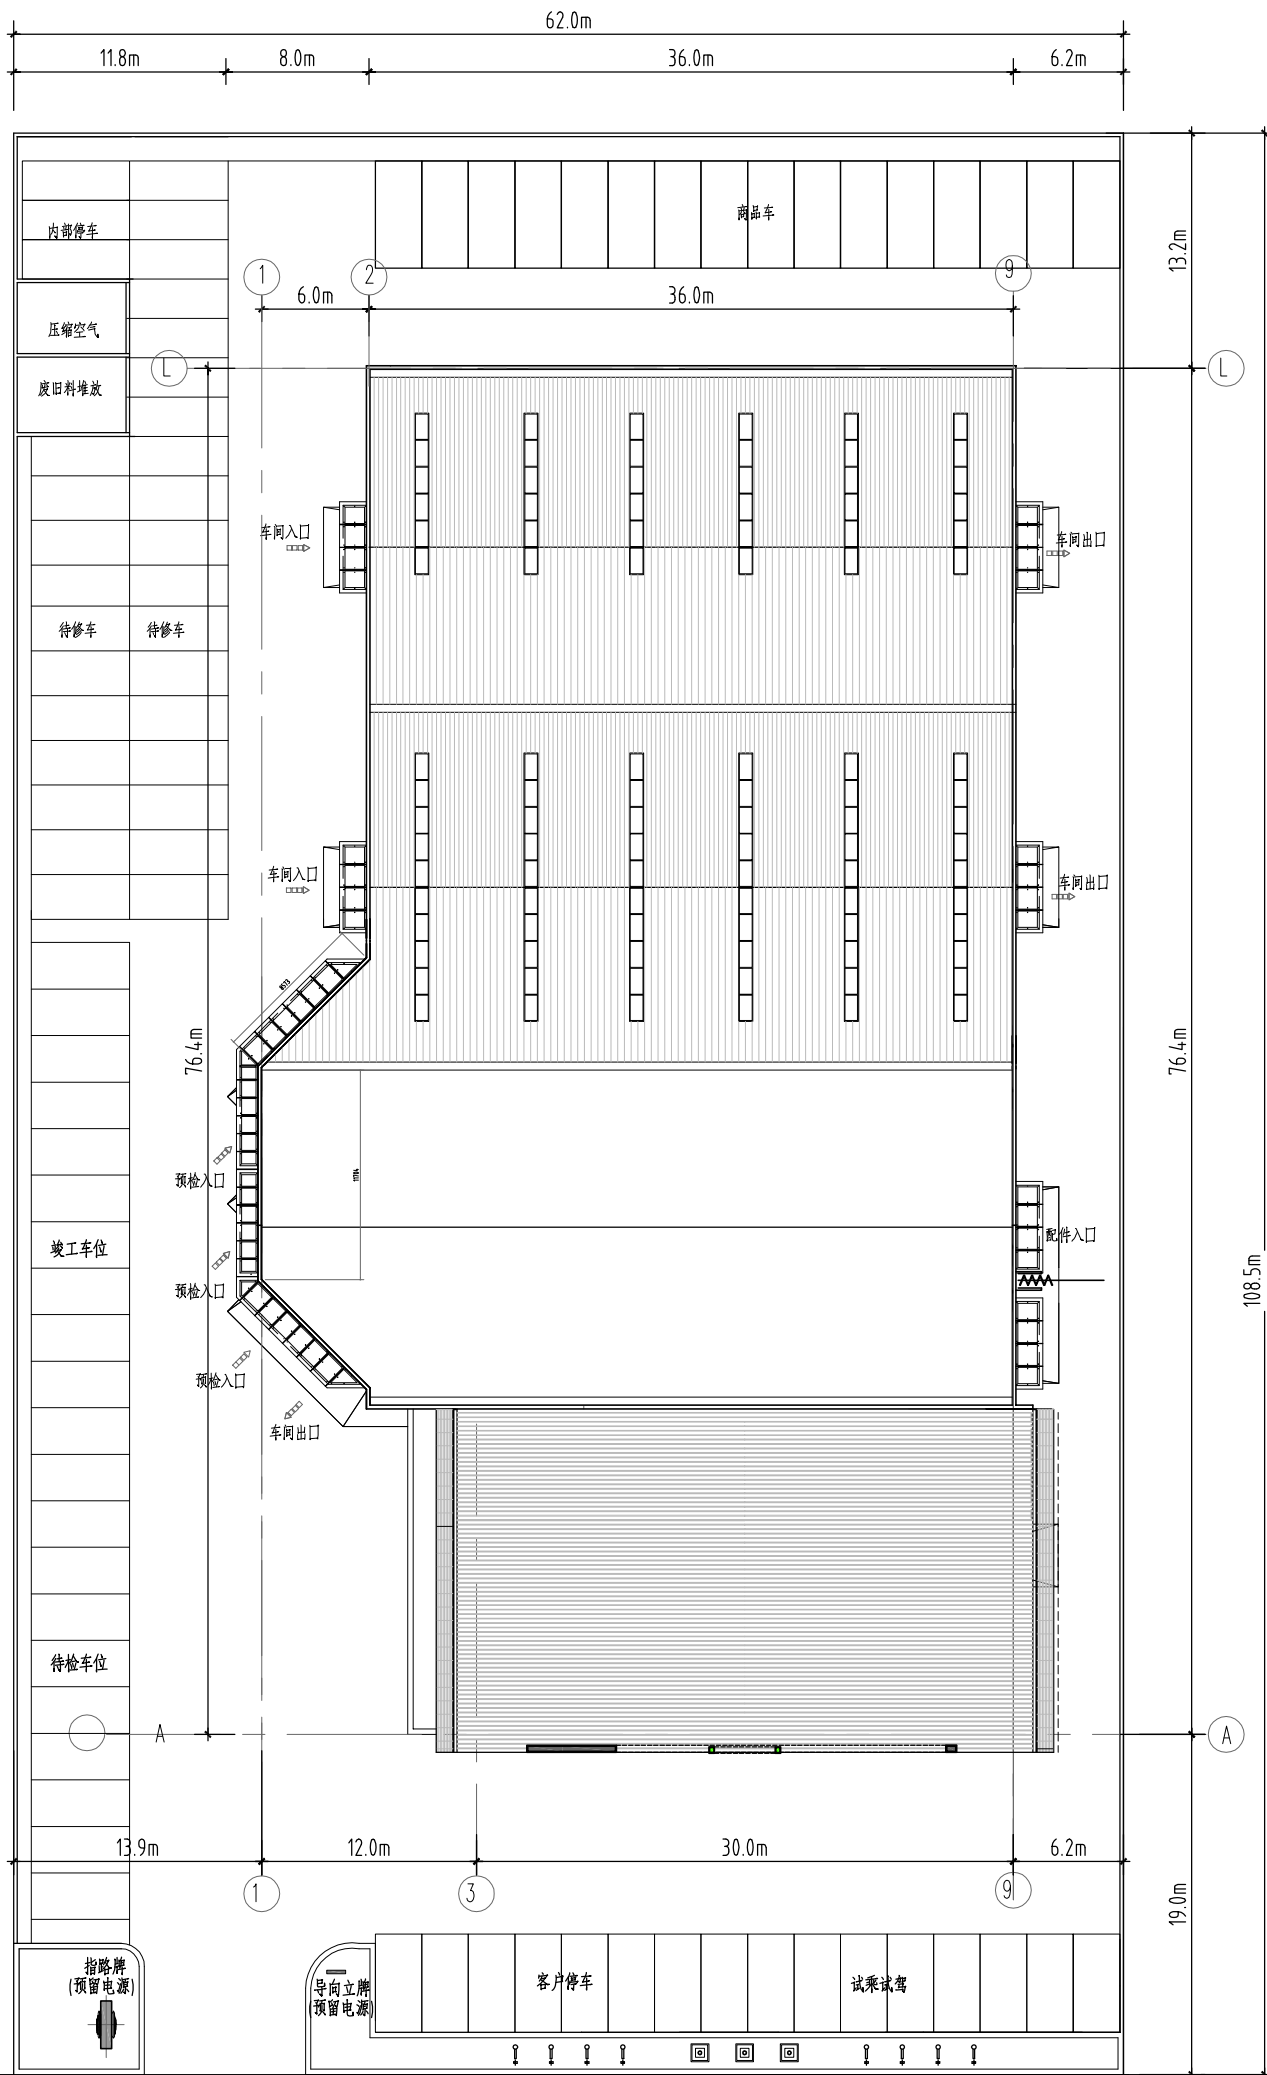 62.0m
11.8m
8.0m
36.0m
6.2m
商品车
内部停车
13.2m
1
2
9
6.0m
36.0m
压缩空气
L
L
废旧料堆放
车间入口
车间出口
待修车
待修车
车间入口
车间出口
8573
76.4m
76.4m
11704
预检入口
配件入口
竣工车位
预检入口
108.5m
预检入口
车间出口
待检车位
A
A
13.9m
12.0m
30.0m
6.2m
1
3
9
19.0m
指路牌
(预留电源)
导向立牌
(预留电源)
客户停车
试乘试驾